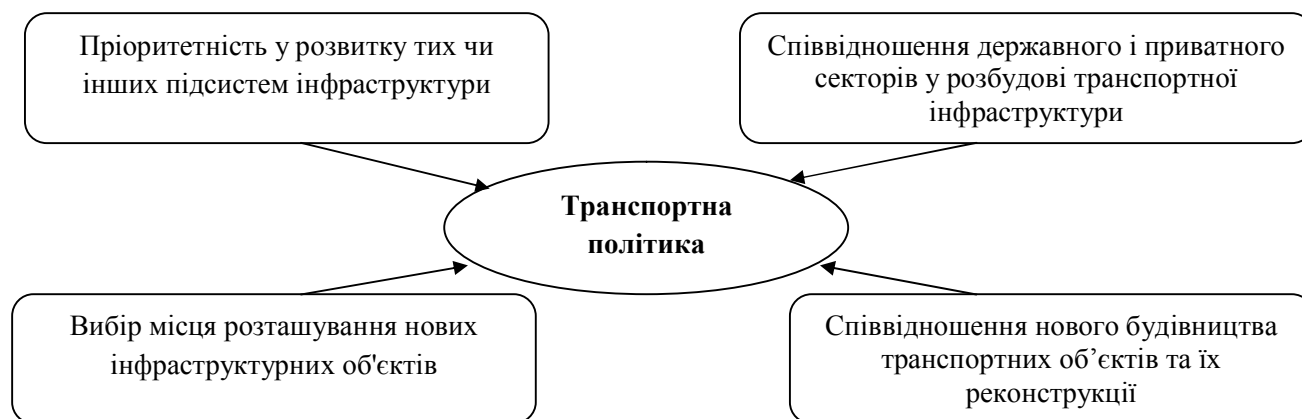 Пріоритетність у розвитку тих чи
інших підсистем інфраструктури
Співвідношення державного і приватного
секторів у розбудові транспортної
інфраструктури
Транспортна
політика
Вибір місця розташування нових
інфраструктурних об'єктів
Співвідношення нового будівництва
транспортних об’єктів та їх
реконструкції